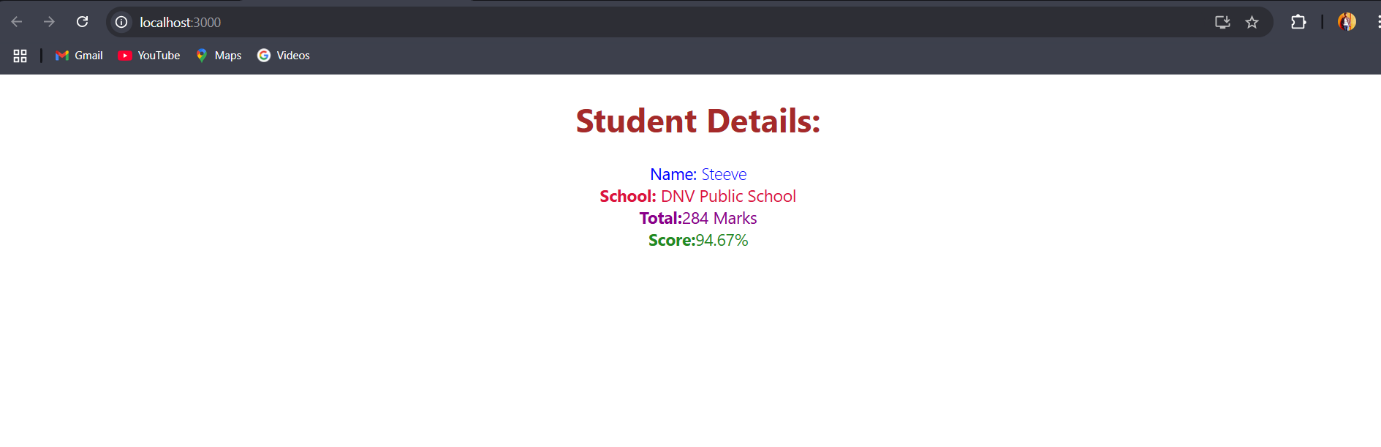 localhost:3000
Gmail YouTube Maps Videos
Student Details:
Name: Steeve
School: DNV Public School
Total:284 Marks
Score:94.67%